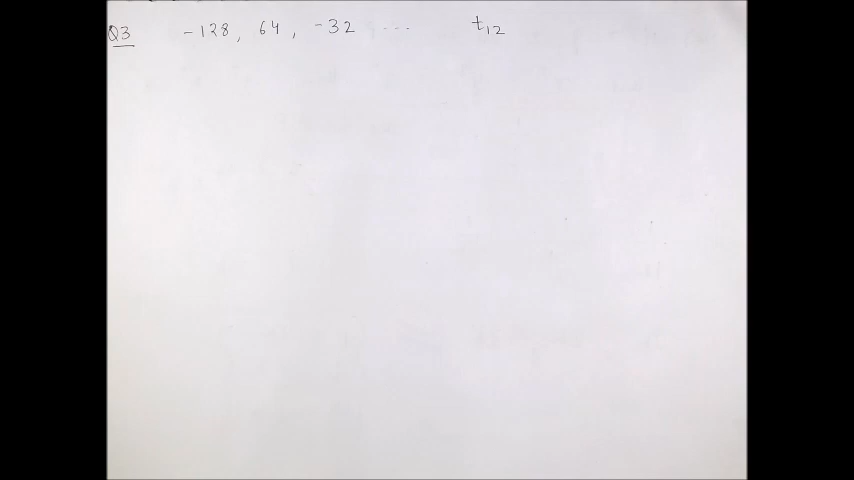 Q3 -128, 64, -32 ... t₁₂